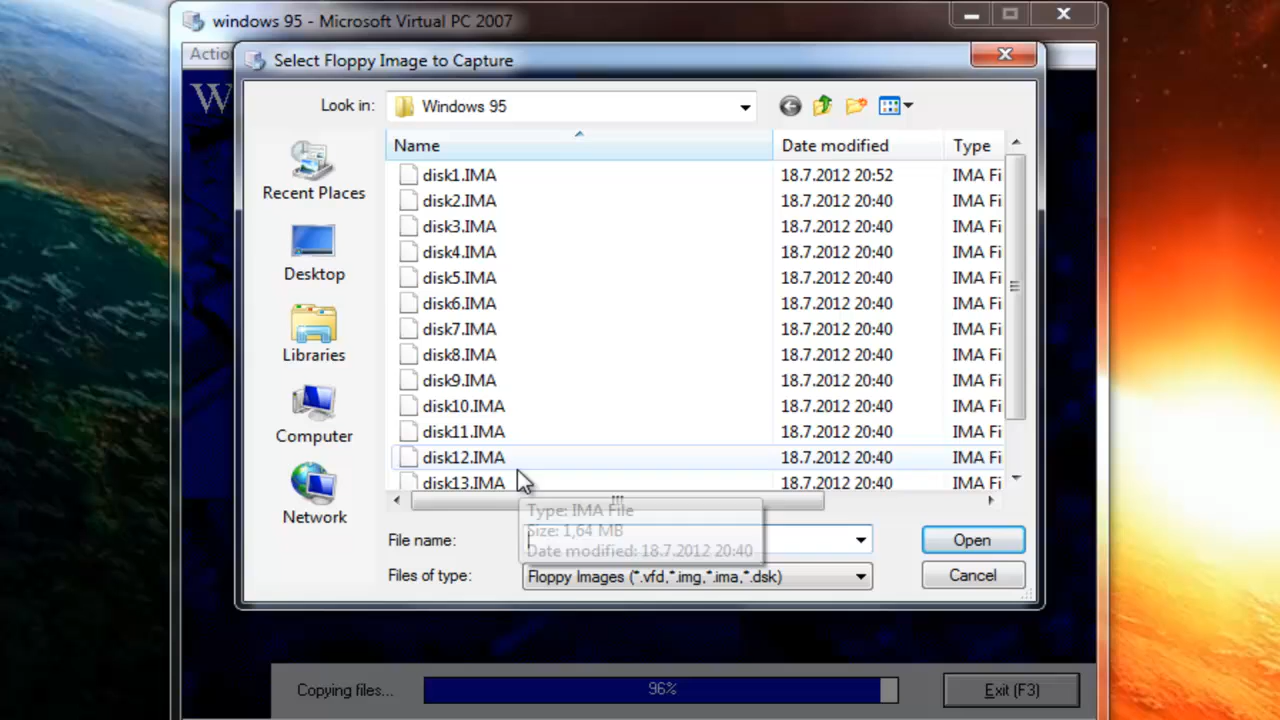 windows 95 - Microsoft Virtual PC 2007
Actio
W
Select Floppy Image to Capture
Look in:
Windows 95
Recent Places
Desktop
Libraries
Computer
Network
Name Date modified Type
disk1.IMA 18.7.2012 20:52 IMA Fi
disk2.IMA 18.7.2012 20:40 IMA Fi
disk3.IMA 18.7.2012 20:40 IMA Fi
disk4.IMA 18.7.2012 20:40 IMA Fi
disk5.IMA 18.7.2012 20:40 IMA Fi
disk6.IMA 18.7.2012 20:40 IMA Fi
disk7.IMA 18.7.2012 20:40 IMA Fi
disk8.IMA 18.7.2012 20:40 IMA Fi
disk9.IMA 18.7.2012 20:40 IMA Fi
disk10.IMA 18.7.2012 20:40 IMA Fi
disk11.IMA 18.7.2012 20:40 IMA Fi
disk12.IMA 18.7.2012 20:40 IMA Fi
disk13.IMA 18.7.2012 20:40 IMA Fi
Type: IMA File
Size: 1,64 MB
Date modified: 18.7.2012 20:40
File name:
Open
Files of type:
Floppy Images (*.vfd,*.img,*.ima,*.dsk)
Cancel
Copying files...
96%
Exit (F3)